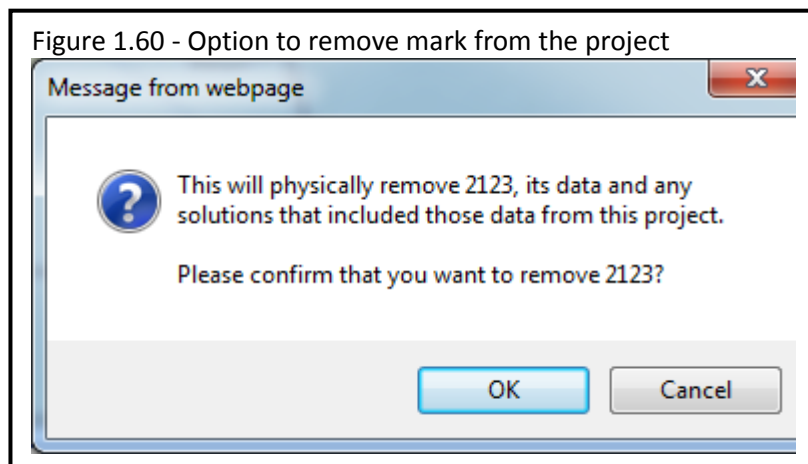 Figure 1.60 - Option to remove mark from the project
Message from webpage
X
?
This will physically remove 2123, its data and any
solutions that included those data from this project.
Please confirm that you want to remove 2123?
OK
Cancel